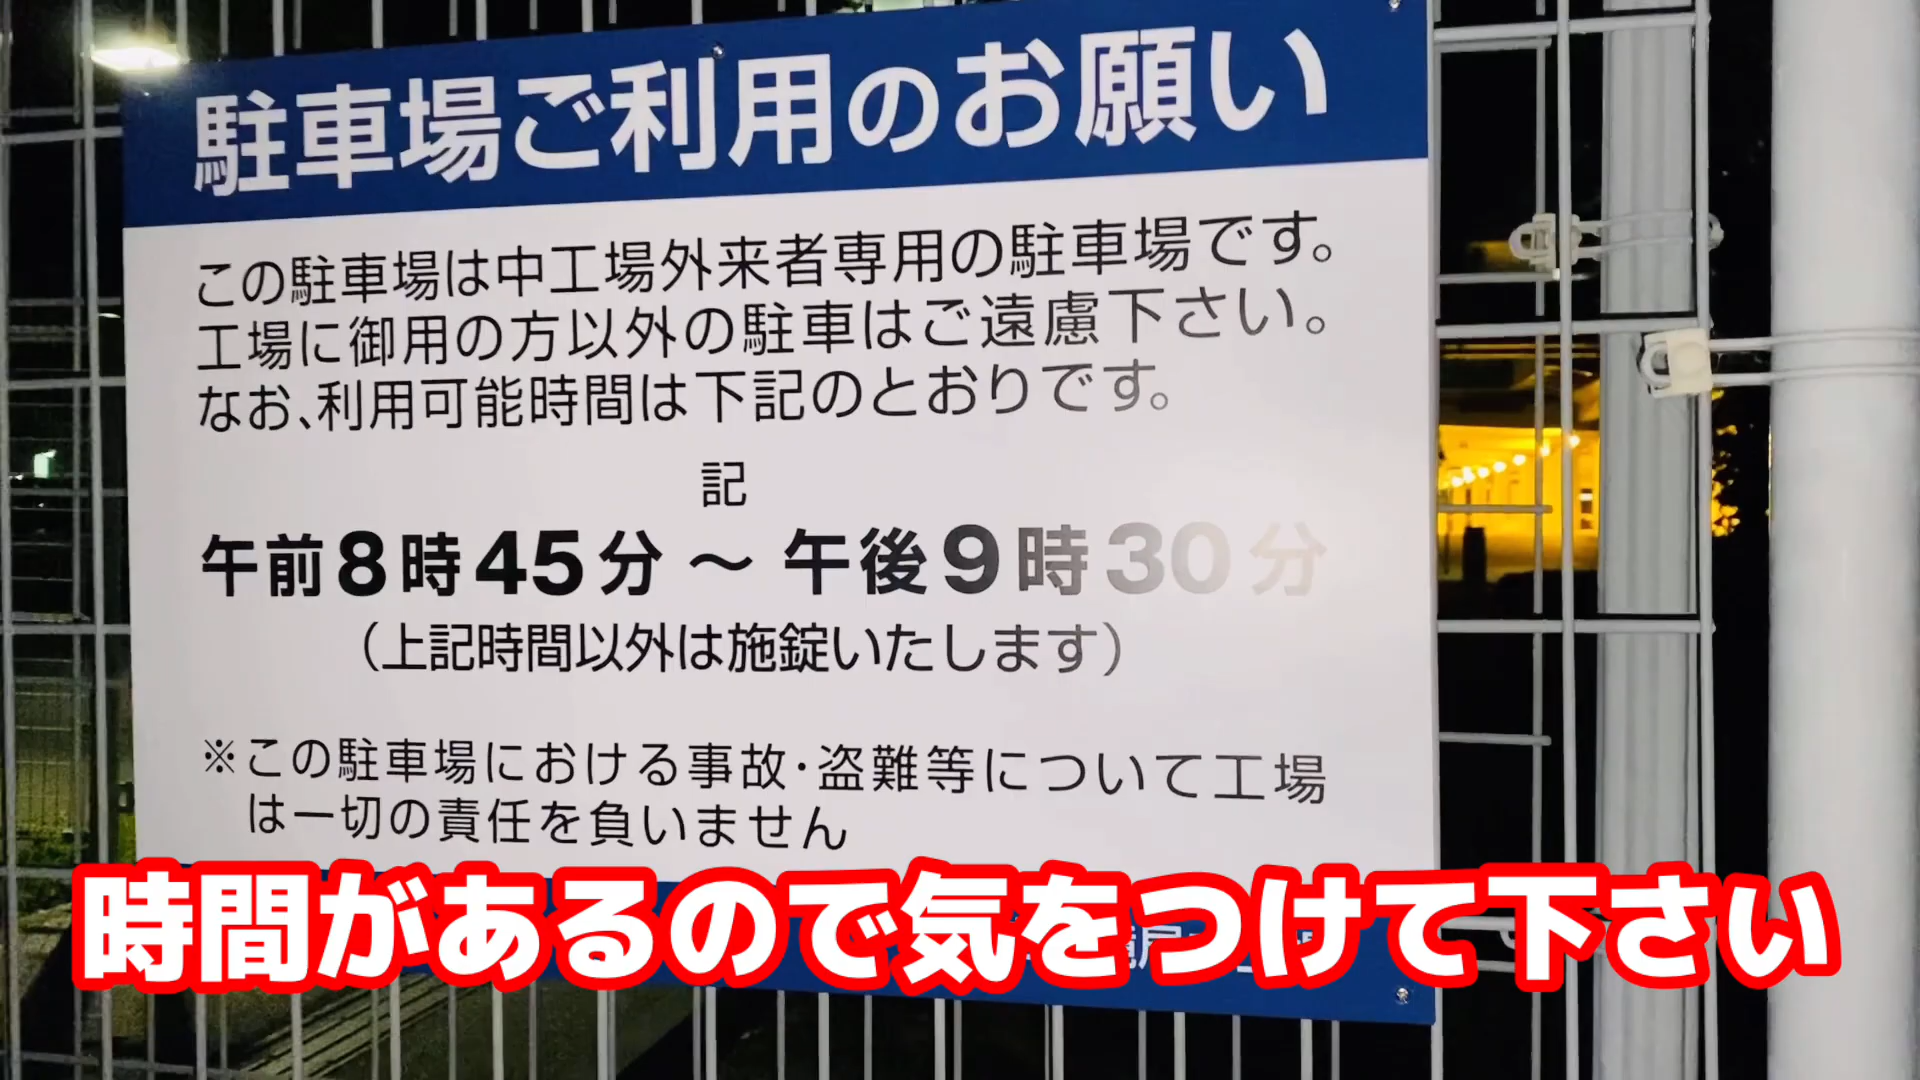 駐車場ご利用のお願い
この駐車場は中工場外来者専用の駐車場です。
工場に御用の方以外の駐車はご遠慮下さい。
なお、利用可能時間は下記のとおりです。
記
午前8時45分 ～ 午後9時30分
（上記時間以外は施錠いたします）
※この駐車場における事故・盗難等について工場
は一切の責任を負いません
時間があるので気をつけて下さい